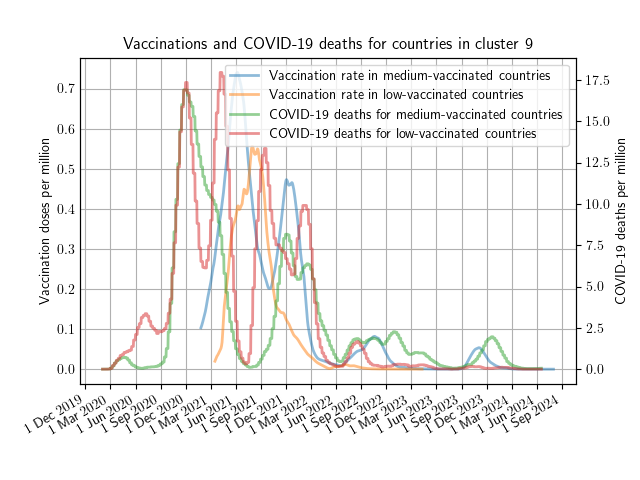 Vaccinations and COVID-19 deaths for countries in cluster 9
Vaccination rate in medium-vaccinated countries
Vaccination rate in low-vaccinated countries
COVID-19 deaths for medium-vaccinated countries
COVID-19 deaths for low-vaccinated countries
Vaccination doses per million
0.7
0.6
0.5
0.4
0.3
0.2
0.1
0.0
17.5
15.0
12.5
10.0
7.5
5.0
2.5
0.0
COVID-19 deaths per million
1 Dec 2019
1 Mar 2020
1 Jun 2020
1 Sep 2020
1 Dec 2020
1 Mar 2021
1 Jun 2021
1 Sep 2021
1 Dec 2021
1 Mar 2022
1 Jun 2022
1 Sep 2022
1 Dec 2022
1 Mar 2023
1 Jun 2023
1 Sep 2023
1 Dec 2023
1 Mar 2024
1 Jun 2024
1 Sep 2024